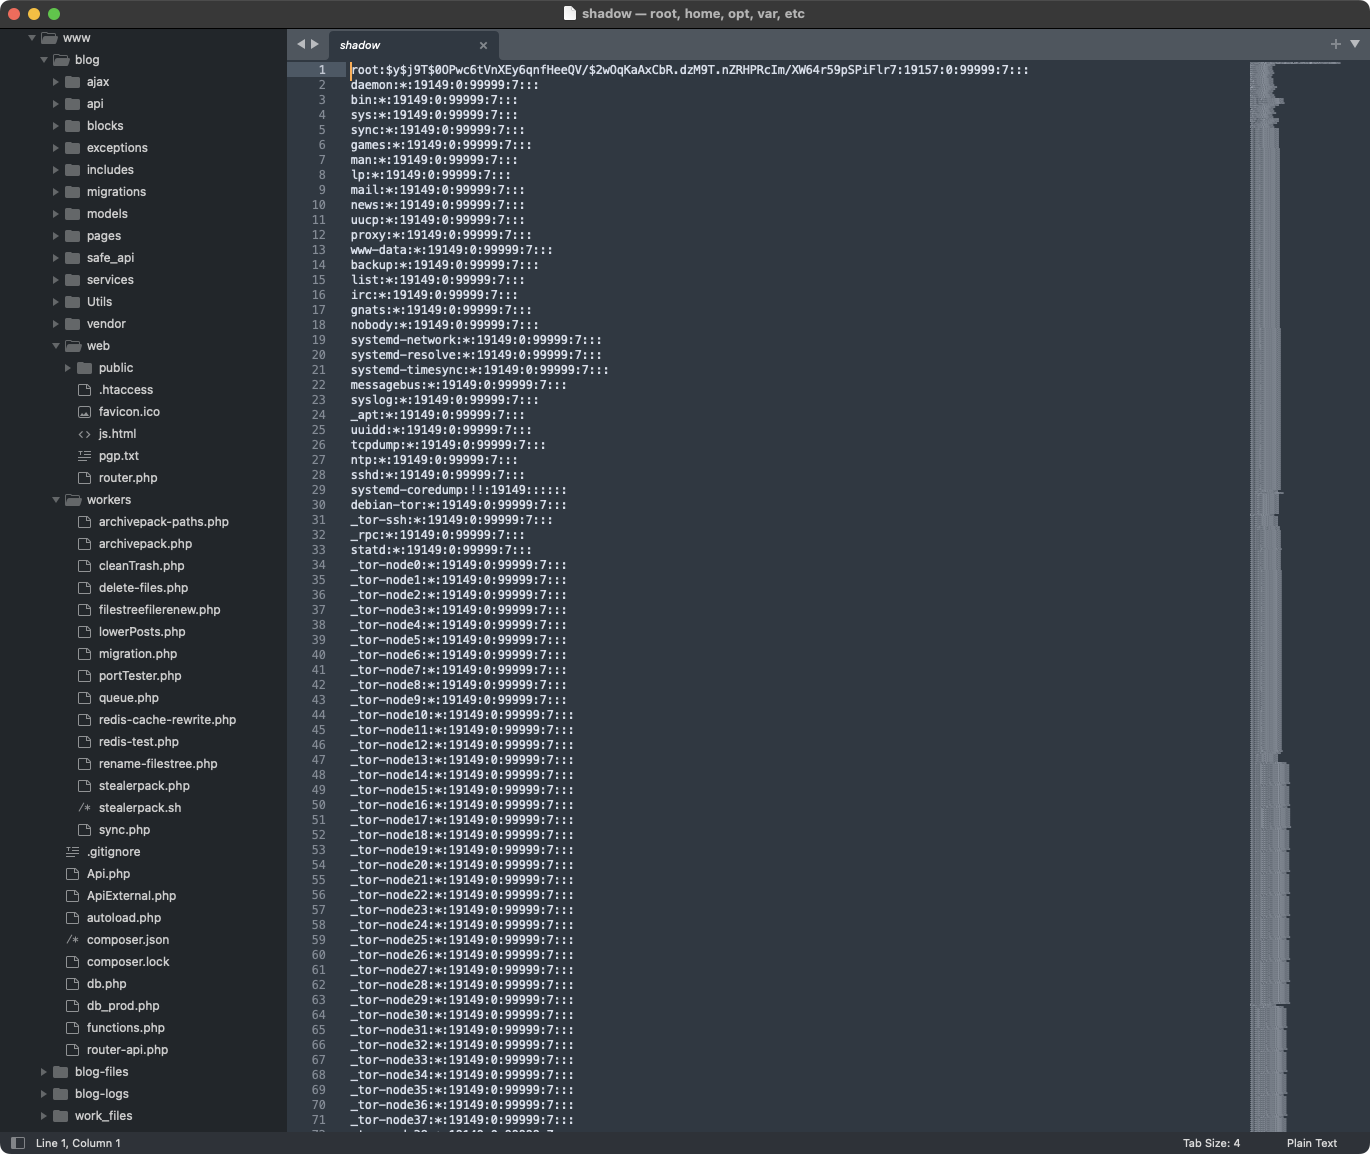 shadow — root, home, opt, var, etc
www
blog
ajax
api
blocks
exceptions
includes
migrations
models
pages
safe_api
services
Utils
vendor
web
public
.htaccess
favicon.ico
js.html
pgp.txt
router.php
workers
archivepack-paths.php
archivepack.php
cleanTrash.php
delete-files.php
filestreefilerenew.php
lowerPosts.php
migration.php
portTester.php
queue.php
redis-cache-rewrite.php
redis-test.php
rename-filestree.php
stealerpack.php
/* stealerpack.sh
sync.php
.gitignore
Api.php
ApiExternal.php
autoload.php
/* composer.json
composer.lock
db.php
db_prod.php
functions.php
router-api.php
blog-files
blog-logs
work_files
shadow
1 root:$y$j9T$0OPwc6tVnXEy6qnfHeeQV/$2wOqKaAxCbR.dzM9T.nZRHPRcIm/XW64r59pSPiFlr7:19157:0:99999:7:::
2 daemon:*:19149:0:99999:7:::
3 bin:*:19149:0:99999:7:::
4 sys:*:19149:0:99999:7:::
5 sync:*:19149:0:99999:7:::
6 games:*:19149:0:99999:7:::
7 man:*:19149:0:99999:7:::
8 lp:*:19149:0:99999:7:::
9 mail:*:19149:0:99999:7:::
10 news:*:19149:0:99999:7:::
11 uucp:*:19149:0:99999:7:::
12 proxy:*:19149:0:99999:7:::
13 www-data:*:19149:0:99999:7:::
14 backup:*:19149:0:99999:7:::
15 list:*:19149:0:99999:7:::
16 irc:*:19149:0:99999:7:::
17 gnats:*:19149:0:99999:7:::
18 nobody:*:19149:0:99999:7:::
19 systemd-network:*:19149:0:99999:7:::
20 systemd-resolve:*:19149:0:99999:7:::
21 systemd-timesync:*:19149:0:99999:7:::
22 messagebus:*:19149:0:99999:7:::
23 syslog:*:19149:0:99999:7:::
24 _apt:*:19149:0:99999:7:::
25 uuidd:*:19149:0:99999:7:::
26 tcpdump:*:19149:0:99999:7:::
27 ntp:*:19149:0:99999:7:::
28 sshd:*:19149:0:99999:7:::
29 systemd-coredump:!!:19149::::::
30 debian-tor:*:19149:0:99999:7:::
31 _tor-ssh:*:19149:0:99999:7:::
32 _rpc:*:19149:0:99999:7:::
33 statd:*:19149:0:99999:7:::
34 _tor-node0:*:19149:0:99999:7:::
35 _tor-node1:*:19149:0:99999:7:::
36 _tor-node2:*:19149:0:99999:7:::
37 _tor-node3:*:19149:0:99999:7:::
38 _tor-node4:*:19149:0:99999:7:::
39 _tor-node5:*:19149:0:99999:7:::
40 _tor-node6:*:19149:0:99999:7:::
41 _tor-node7:*:19149:0:99999:7:::
42 _tor-node8:*:19149:0:99999:7:::
43 _tor-node9:*:19149:0:99999:7:::
44 _tor-node10:*:19149:0:99999:7:::
45 _tor-node11:*:19149:0:99999:7:::
46 _tor-node12:*:19149:0:99999:7:::
47 _tor-node13:*:19149:0:99999:7:::
48 _tor-node14:*:19149:0:99999:7:::
49 _tor-node15:*:19149:0:99999:7:::
50 _tor-node16:*:19149:0:99999:7:::
51 _tor-node17:*:19149:0:99999:7:::
52 _tor-node18:*:19149:0:99999:7:::
53 _tor-node19:*:19149:0:99999:7:::
54 _tor-node20:*:19149:0:99999:7:::
55 _tor-node21:*:19149:0:99999:7:::
56 _tor-node22:*:19149:0:99999:7:::
57 _tor-node23:*:19149:0:99999:7:::
58 _tor-node24:*:19149:0:99999:7:::
59 _tor-node25:*:19149:0:99999:7:::
60 _tor-node26:*:19149:0:99999:7:::
61 _tor-node27:*:19149:0:99999:7:::
62 _tor-node28:*:19149:0:99999:7:::
63 _tor-node29:*:19149:0:99999:7:::
64 _tor-node30:*:19149:0:99999:7:::
65 _tor-node31:*:19149:0:99999:7:::
66 _tor-node32:*:19149:0:99999:7:::
67 _tor-node33:*:19149:0:99999:7:::
68 _tor-node34:*:19149:0:99999:7:::
69 _tor-node35:*:19149:0:99999:7:::
70 _tor-node36:*:19149:0:99999:7:::
71 _tor-node37:*:19149:0:99999:7:::
Line 1, Column 1
Tab Size: 4
Plain Text